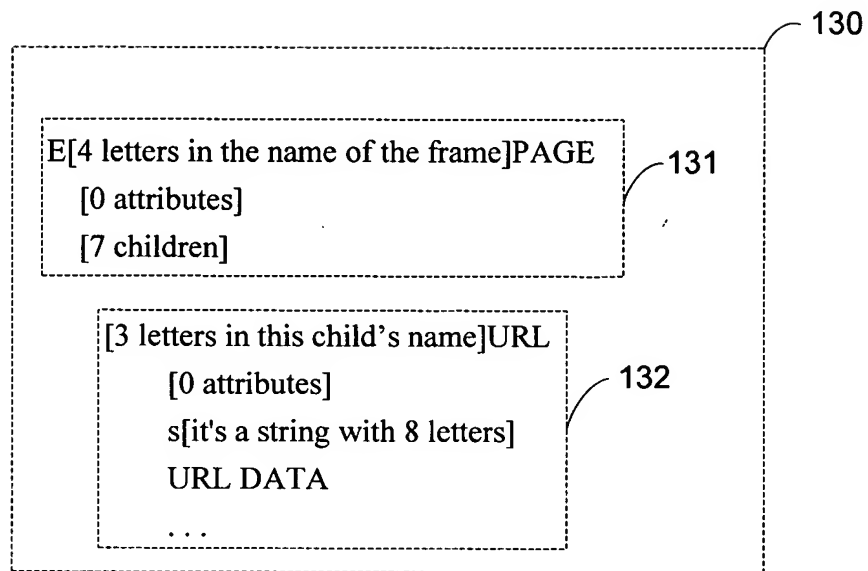 130
E[4 letters in the name of the frame]PAGE
131
[0 attributes]
[7 children]
[3 letters in this child’s name]URL
132
[0 attributes]
s[it's a string with 8 letters]
URL DATA
. . .